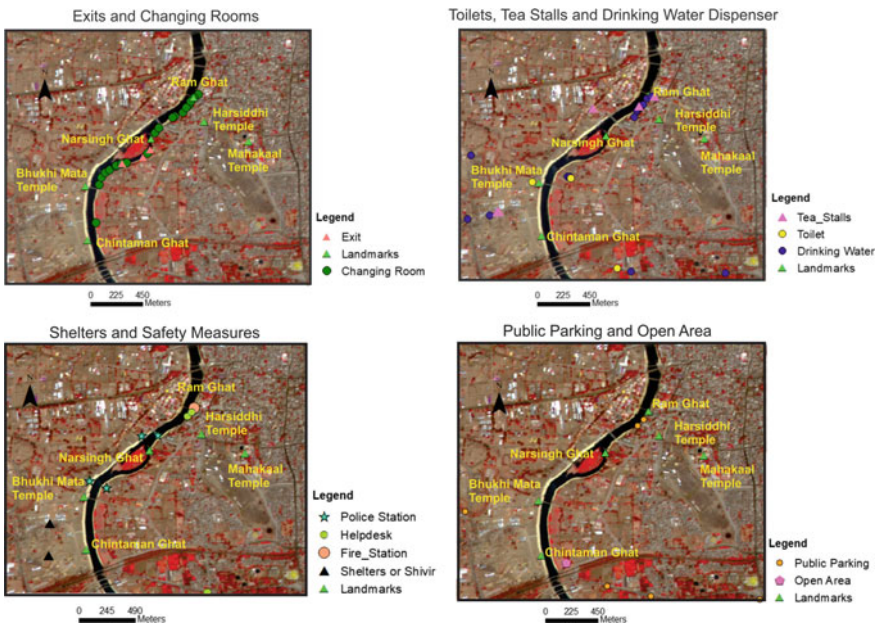 Exits and Changing Rooms
Ram Ghat
Harsiddhi
Temple
Narsingh Ghat
Mahakaal
Temple
Bhukhi Mata
Temple
Chintaman Ghat
Legend
Exit
Landmarks
Changing Room
0 225 450
Meters
Toilets, Tea Stalls and Drinking Water Dispenser
Ram Ghat
Harsiddhi
Temple
Narsingh Ghat
Mahakaal
Temple
Bhukhi Mata
Temple
Chintaman Ghat
Legend
Tea_Stalls
Toilet
Drinking Water
Landmarks
0 225 450
Meters
Shelters and Safety Measures
Ram Ghat
Harsiddhi
Temple
Narsingh Ghat
Mahakaal
Temple
Bhukhi Mata
Temple
Chintaman Ghat
Legend
Police Station
Helpdesk
Fire_Station
Shelters or Shivir
Landmarks
0 245 490
Meters
Public Parking and Open Area
Ram Ghat
Harsiddhi
Temple
Narsingh Ghat
Mahakaal
Temple
Bhukhi Mata
Temple
Chintaman Ghat
Legend
Public Parking
Open Area
Landmarks
0 225 450
Meters